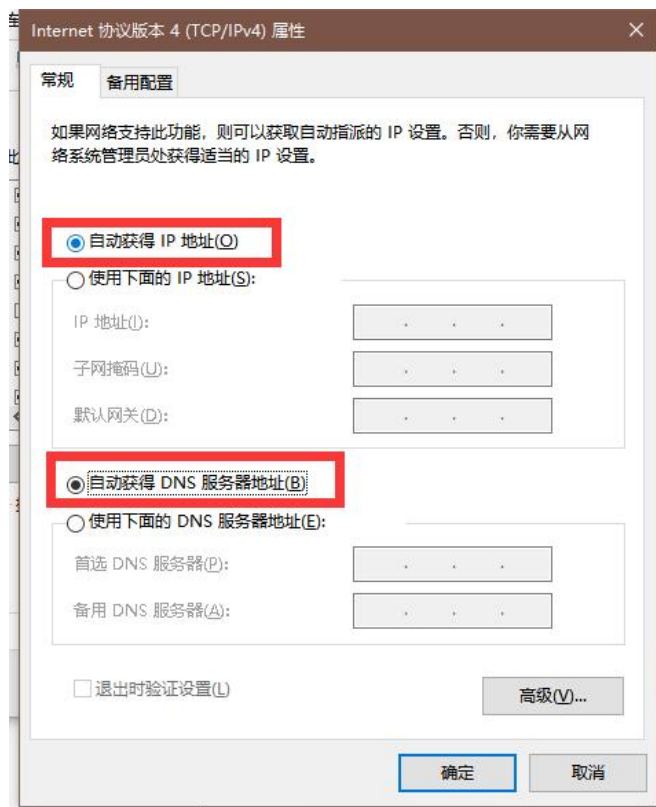 Internet 协议版本 4 (TCP/IPv4) 属性
常规
备用配置
如果网络支持此功能，则可以获取自动指派的 IP 设置。否则，你需要从网
络系统管理员处获得适当的 IP 设置。
自动获得 IP 地址(O)
使用下面的 IP 地址(S):
IP 地址(I):
子网掩码(U):
默认网关(D):
自动获得 DNS 服务器地址(B)
使用下面的 DNS 服务器地址(E):
首选 DNS 服务器(P):
备用 DNS 服务器(A):
退出时验证设置(L)
高级(V)...
确定
取消